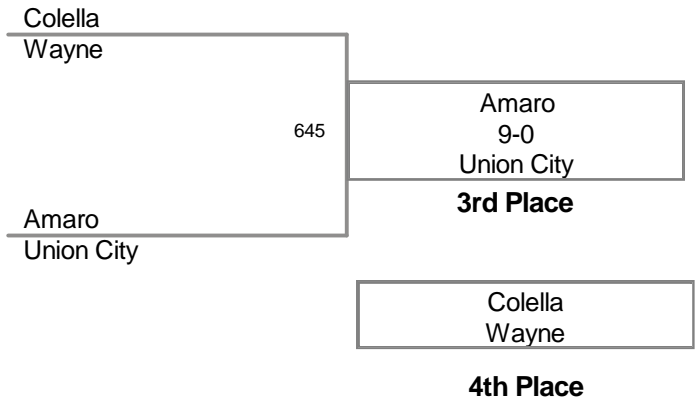 Colella
Wayne
645
Amaro
9-0
Union City
3rd Place
Amaro
Union City
Colella
Wayne
4th Place